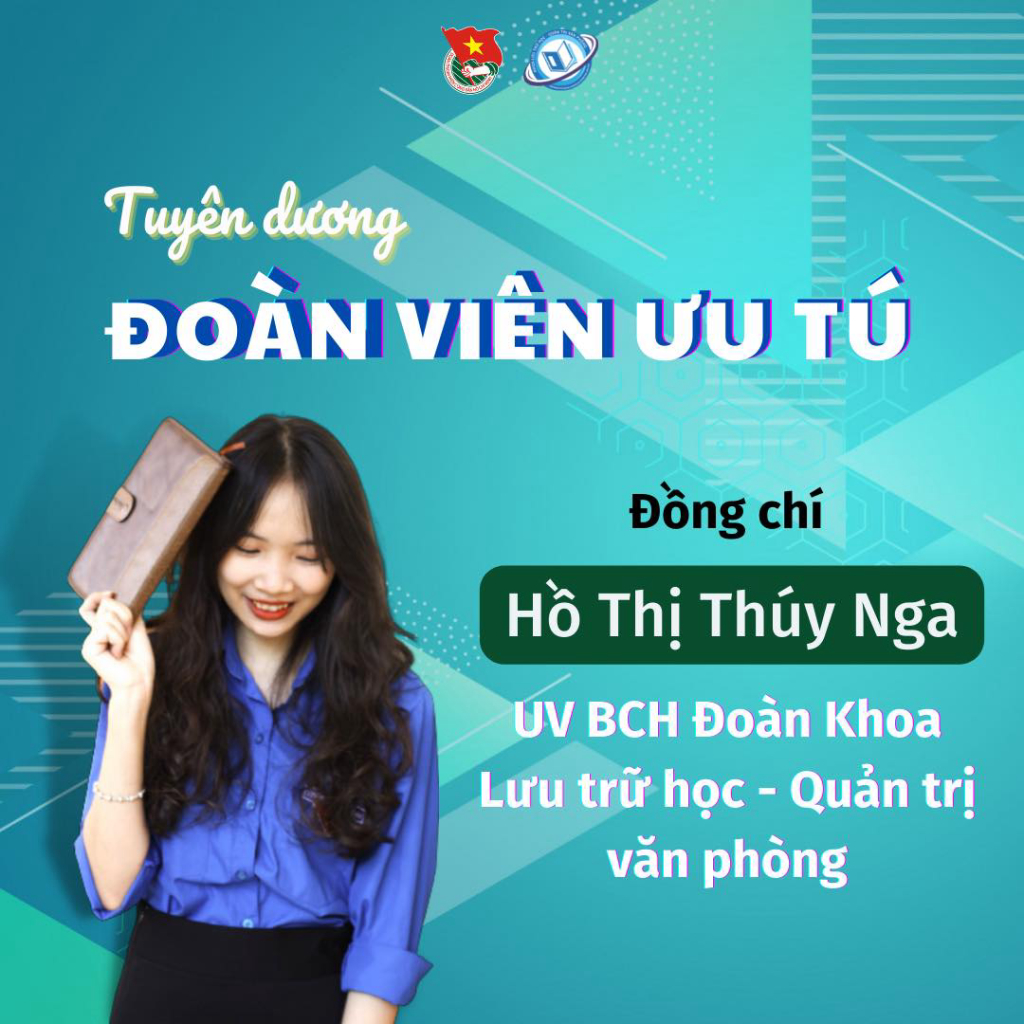 Tuyên dương
ĐOÀN VIÊN ƯU TÚ
Đồng chí
Hồ Thị Thúy Nga
UV BCH Đoàn Khoa
Lưu trữ học - Quản trị
văn phòng